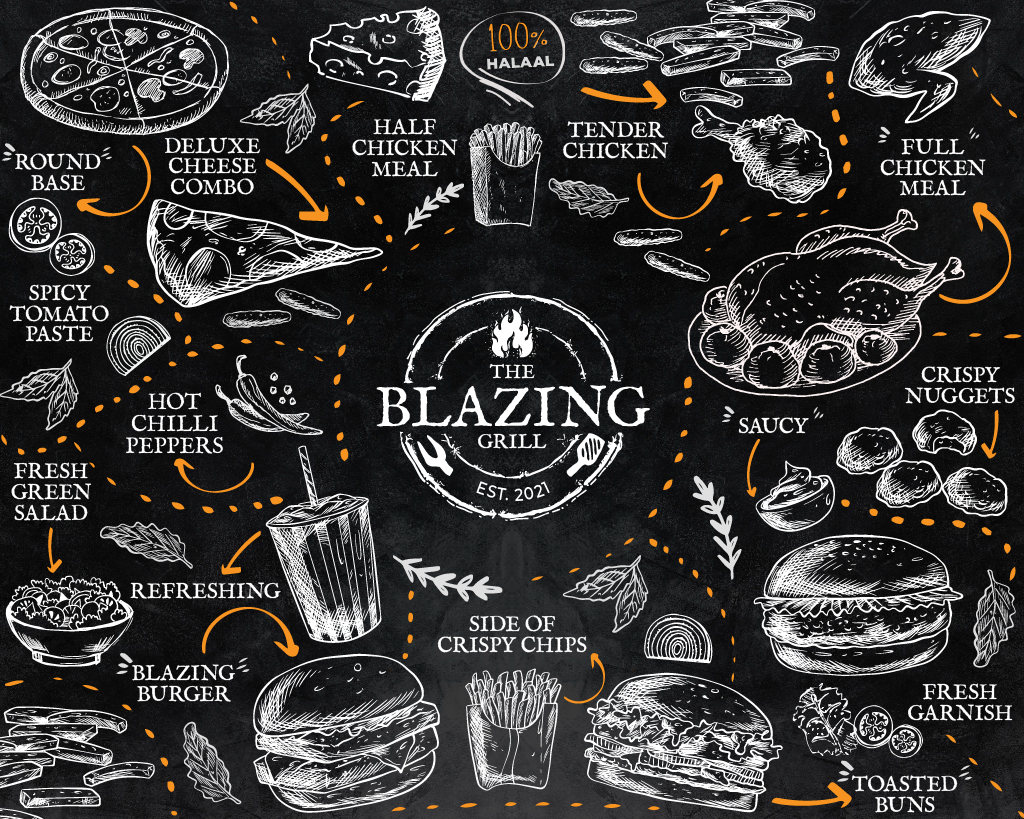 100%
HALAAL
HALF
CHICKEN
MEAL
TENDER
CHICKEN
"FULL
CHICKEN
MEAL"
"ROUND"
BASE
DELUXE
CHEESE
COMBO
SPICY
TOMATO
PASTE
HOT
CHILLI
PEPPERS
THE
BLAZING
GRILL
EST. 2021
CRISPY
NUGGETS
"SAUCY"
FRESH
GREEN
SALAD
REFRESHING
"BLAZING"
BURGER
SIDE OF
CRISPY CHIPS
FRESH
GARNISH
"TOASTED"
BUNS